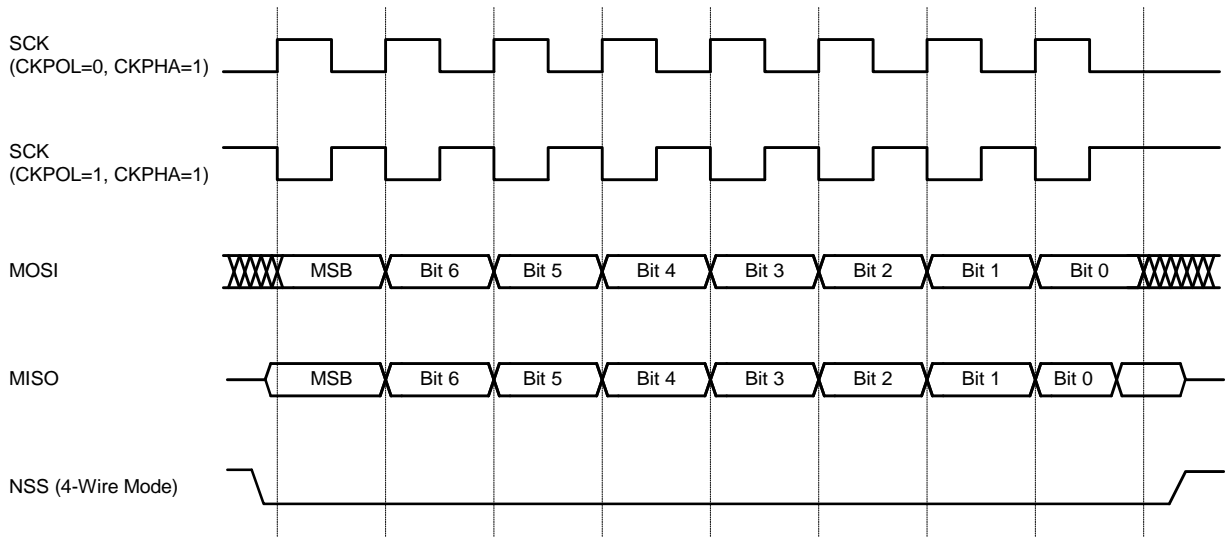 SCK
(CKPOL=0, CKPHA=1)
SCK
(CKPOL=1, CKPHA=1)
MOSI
MSB Bit 6 Bit 5 Bit 4 Bit 3 Bit 2 Bit 1 Bit 0
MISO
MSB Bit 6 Bit 5 Bit 4 Bit 3 Bit 2 Bit 1 Bit 0
NSS (4-Wire Mode)